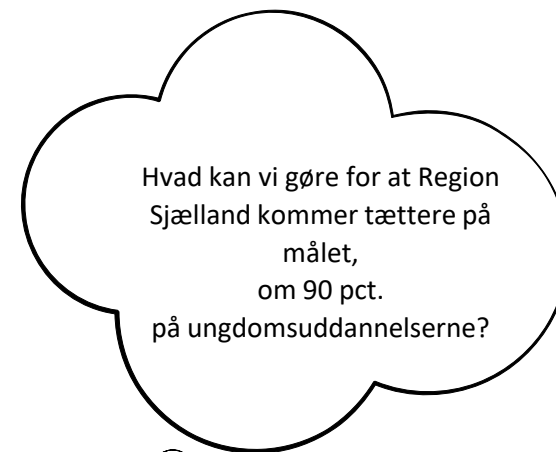 Hvad kan vi gøre for at Region
Sjælland kommer tættere på
målet,
om 90 pct.
på ungdomsuddannelserne?